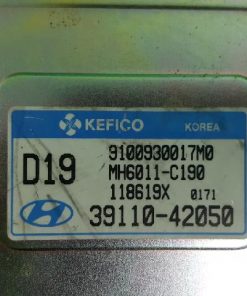 KEFICO KOREA
D19
9100930017M0
MH6011-C190
118619X 0171
39110-42050